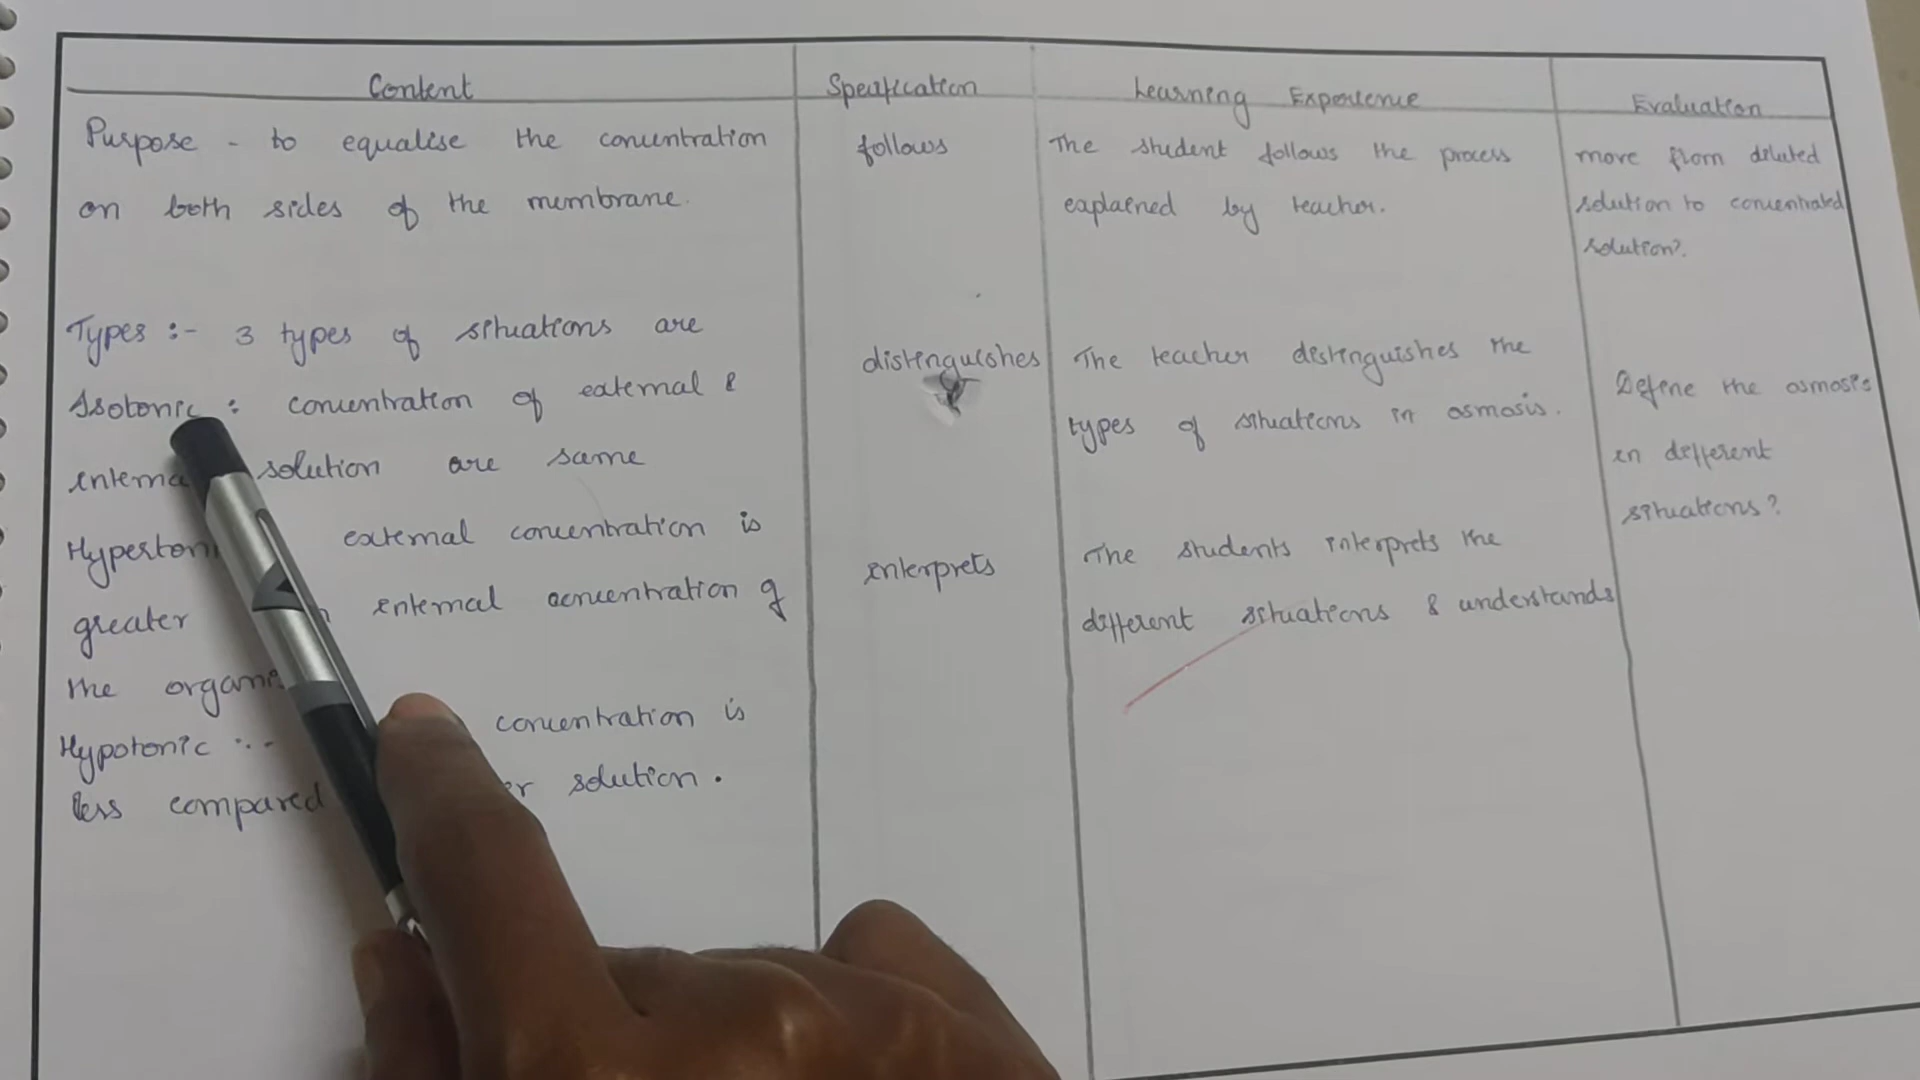 Content
Purpose - to equalise the concentration
on both sides of the membrane.
Types :- 3 types of situations are
Isotonic : concentration of external &
solution are same
external concentration is
greater internal concentration of
the
Hypotonic :- concentration is
less compared solution.
Specification
follows
distinguishes
interprets
Learning Experience
The student follows the process
explained by teacher.
The teacher distinguishes the
types of situations in osmosis.
The students interprets the
different situations & understands
Evaluation
move from diluted
solution to concentrated
solution?
Define the osmosis
in different
situations?